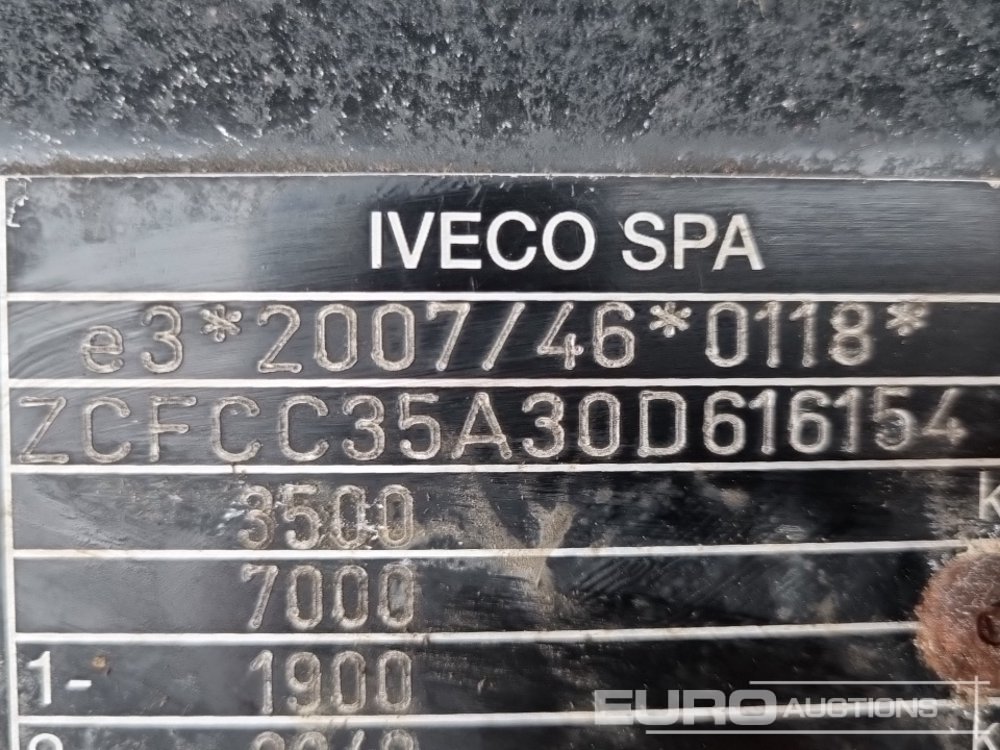 IVECO SPA
e3*2007/46*0118*
ZCFCC35A30D616154
3500 K
7000
1- 1900
EURO AUCTIONS